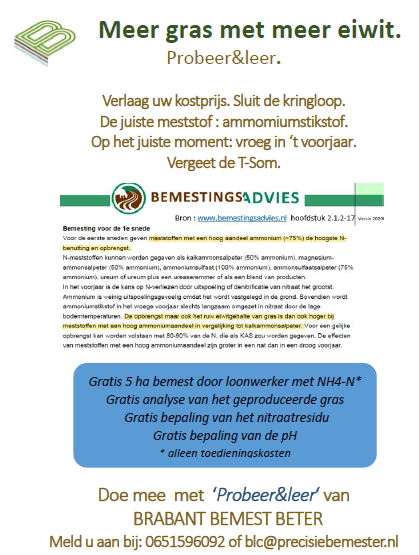 Meer gras met meer eiwit.
Probeer&leer.
Verlaag uw kostprijs. Sluit de kringloop.
De juiste meststof : ammomiumstikstof.
Op het juiste moment: vroeg in ‘t voorjaar.
Vergeet de T-Som.
BEMESTINGSADVIES
Bron : www.bemestingsadvies.nl hoofdstuk 2.1.2-17 Versie 2020
Bemesting voor de 1e snede
Voor de eerste sneden geven meststoffen met een hoog aandeel ammonium (>=75%) de hoogste N-
benutting en opbrengst.
N-meststoffen kunnen worden gegeven als kalkammonsalpeter (50% ammonium), magnesium-
ammonsalpeter (50% ammonium), ammoniumsulfaat (100% ammonium), ammonsulfaatsalpeter (75%
ammonium), ureum of ureum plus een ureaseremmer of als een blend van producten.
In het voorjaar is de kans op N-verliezen door uitspoeling of denitrificatie van nitraat het grootst.
Ammonium is weinig uitspoelingsgevoelig omdat het wordt vastgelegd in de grond. Bovendien wordt
ammoniumstikstof in het vroege voorjaar slechts langzaam omgezet in nitraat door de lage
bodemtemperaturen. De opbrengst maar ook het ruw eiwitgehalte van gras is dan ook hoger bij
meststoffen met een hoog ammoniumaandeel in vergelijking tot kalkammonsalpeter. Voor een gelijke
opbrengst kan worden volstaan met 80-90% van de N, die als KAS zou worden gegeven. De effecten
van meststoffen met een hoog ammoniumaandeel zijn groter in een nat dan in een droog voorjaar.
Gratis 5 ha bemest door loonwerker met NH4-N*
Gratis analyse van het geproduceerde gras
Gratis bepaling van het nitraatresidu
Gratis bepaling van de pH
* alleen toedieningskosten
Doe mee met ‘Probeer&leer‘ van
BRABANT BEMEST BETER
Meld u aan bij: 0651596092 of blc@precisiebemester.nl